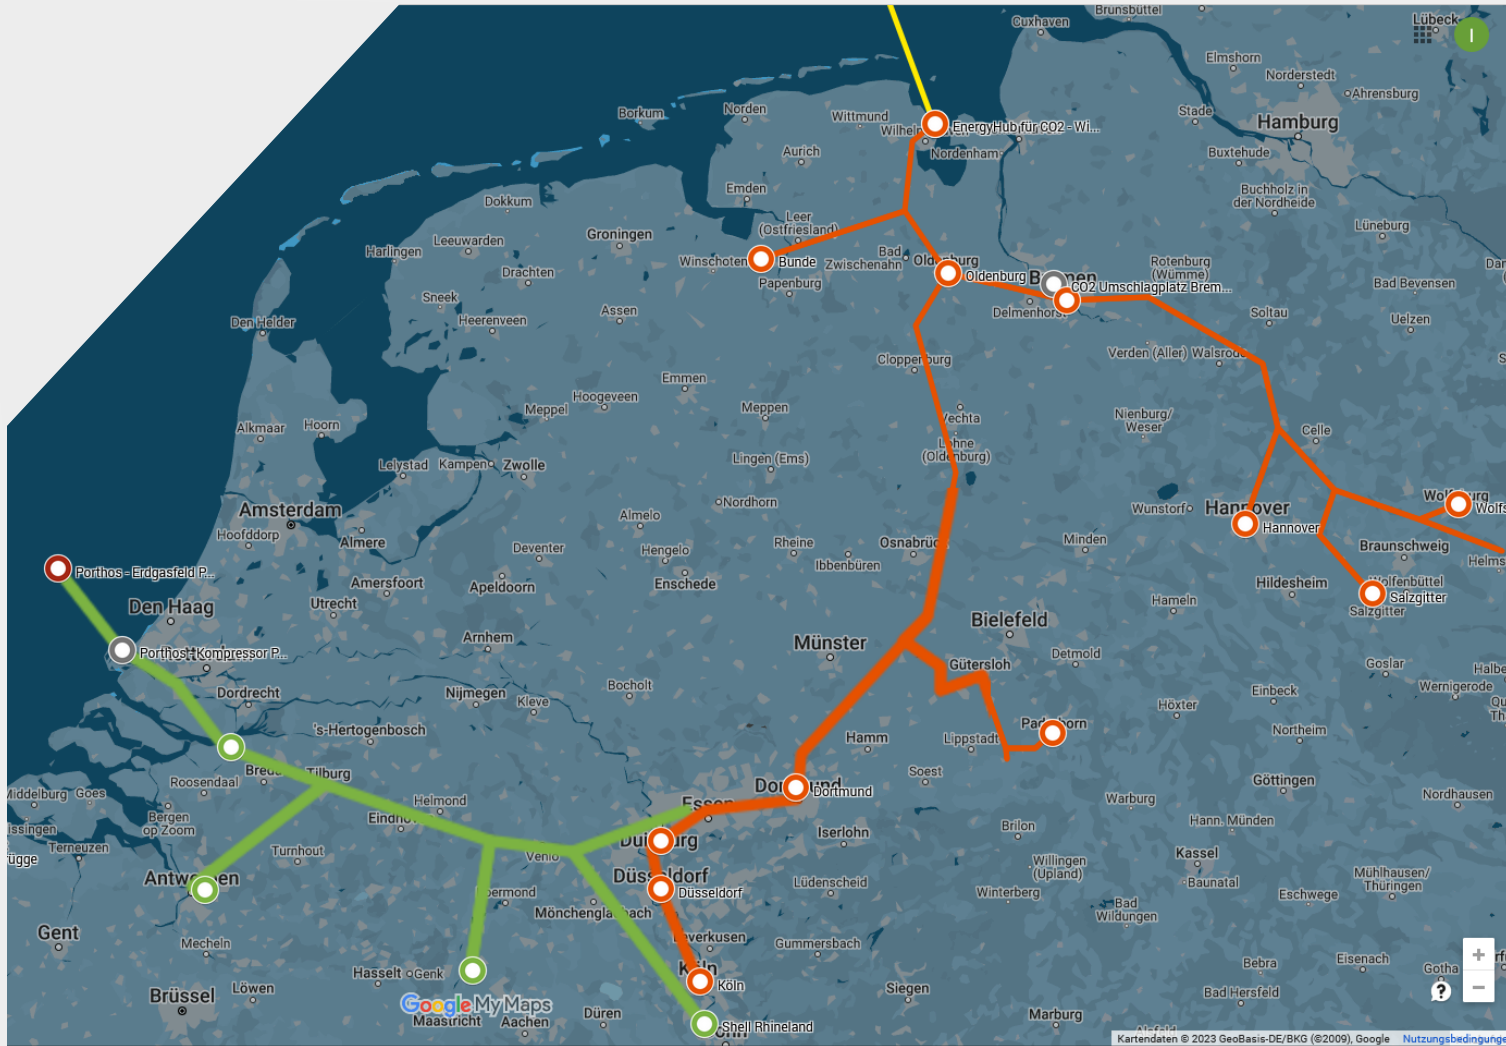 Cuxhaven
Brunsbüttel
Lübeck
I
Elmshorn
Norderstedt
Ahrensburg
Borkum
Norden
Wittmund
Stade
Hamburg
EnergyHub für CO2 - Wi...
Aurich
Nordenham
Buxtehude
Emden
Buchholz in
der Nordheide
Dokkum
Leer
(Ostfriesland)
Lüneburg
Groningen
Leeuwarden
Harlingen
Bad
Zwischenahn
Oldenburg
Winschoten
Bunde
Rotenburg
(Wümme)
Drachten
Papenburg
Oldenburg
Bremen
CO2 Umschlagplatz Brem...
Bad Bevensen
Sneek
Assen
Delmenhorst
Soltau
Den Helder
Heerenveen
Uelzen
Cloppenburg
Verden (Aller)
Walsrode
Emmen
Hoogeveen
Meppel
Meppen
Nienburg/
Weser
Vechta
Alkmaar
Hoorn
Celle
Lohne
(Oldenburg)
Lelystad
Kampen
Zwolle
Lingen (Ems)
Nordhorn
Wolfsburg
Wolfs
Amsterdam
Wunstorf
Hannover
Hannover
Almelo
Hoofddorp
Almere
Deventer
Hengelo
Rheine
Osnabrück
Minden
Braunschweig
Ibbenbüren
Porthos - Erdgasfeld P...
Amersfoort
Apeldoorn
Enschede
Hildesheim
Wolfenbüttel
Salzgitter
Salzgitter
Den Haag
Utrecht
Hameln
Bielefeld
Arnhem
Münster
Porthos - Kompressor P...
Gütersloh
Detmold
Goslar
Dordrecht
Nijmegen
Bocholt
Kleve
Einbeck
Wernigerode
Höxter
's-Hertogenbosch
Paderborn
Hamm
Lippstadt
Northeim
Breda
Tilburg
Roosendaal
Soest
Göttingen
Middelburg
Goes
Dortmund
Dortmund
Nordhausen
Helmond
Essen
Warburg
Bergen
op Zoom
Eindhoven
Hann. Münden
Brilon
Iserlohn
Terneuzen
Turnhout
Venlo
Duisburg
Kassel
Willingen
(Upland)
Baunatal
Mühlhausen/
Thüringen
Antwerpen
Düsseldorf
Düsseldorf
Lüdenscheid
Winterberg
Eschwege
Roermond
Mönchengladbach
Bad
Wildungen
Gent
Mecheln
Leverkusen
Gummersbach
Eisenach
Bebra
Gotha
Hasselt
Genk
Köln
Köln
Löwen
Brüssel
Siegen
Bad Hersfeld
Google My Maps
Maastricht
Aachen
Düren
Shell Rhineland
Bonn
Marburg
+
−
?
Kartendaten © 2023 GeoBasis-DE/BKG (©2009), Google
Nutzungsbedingunge